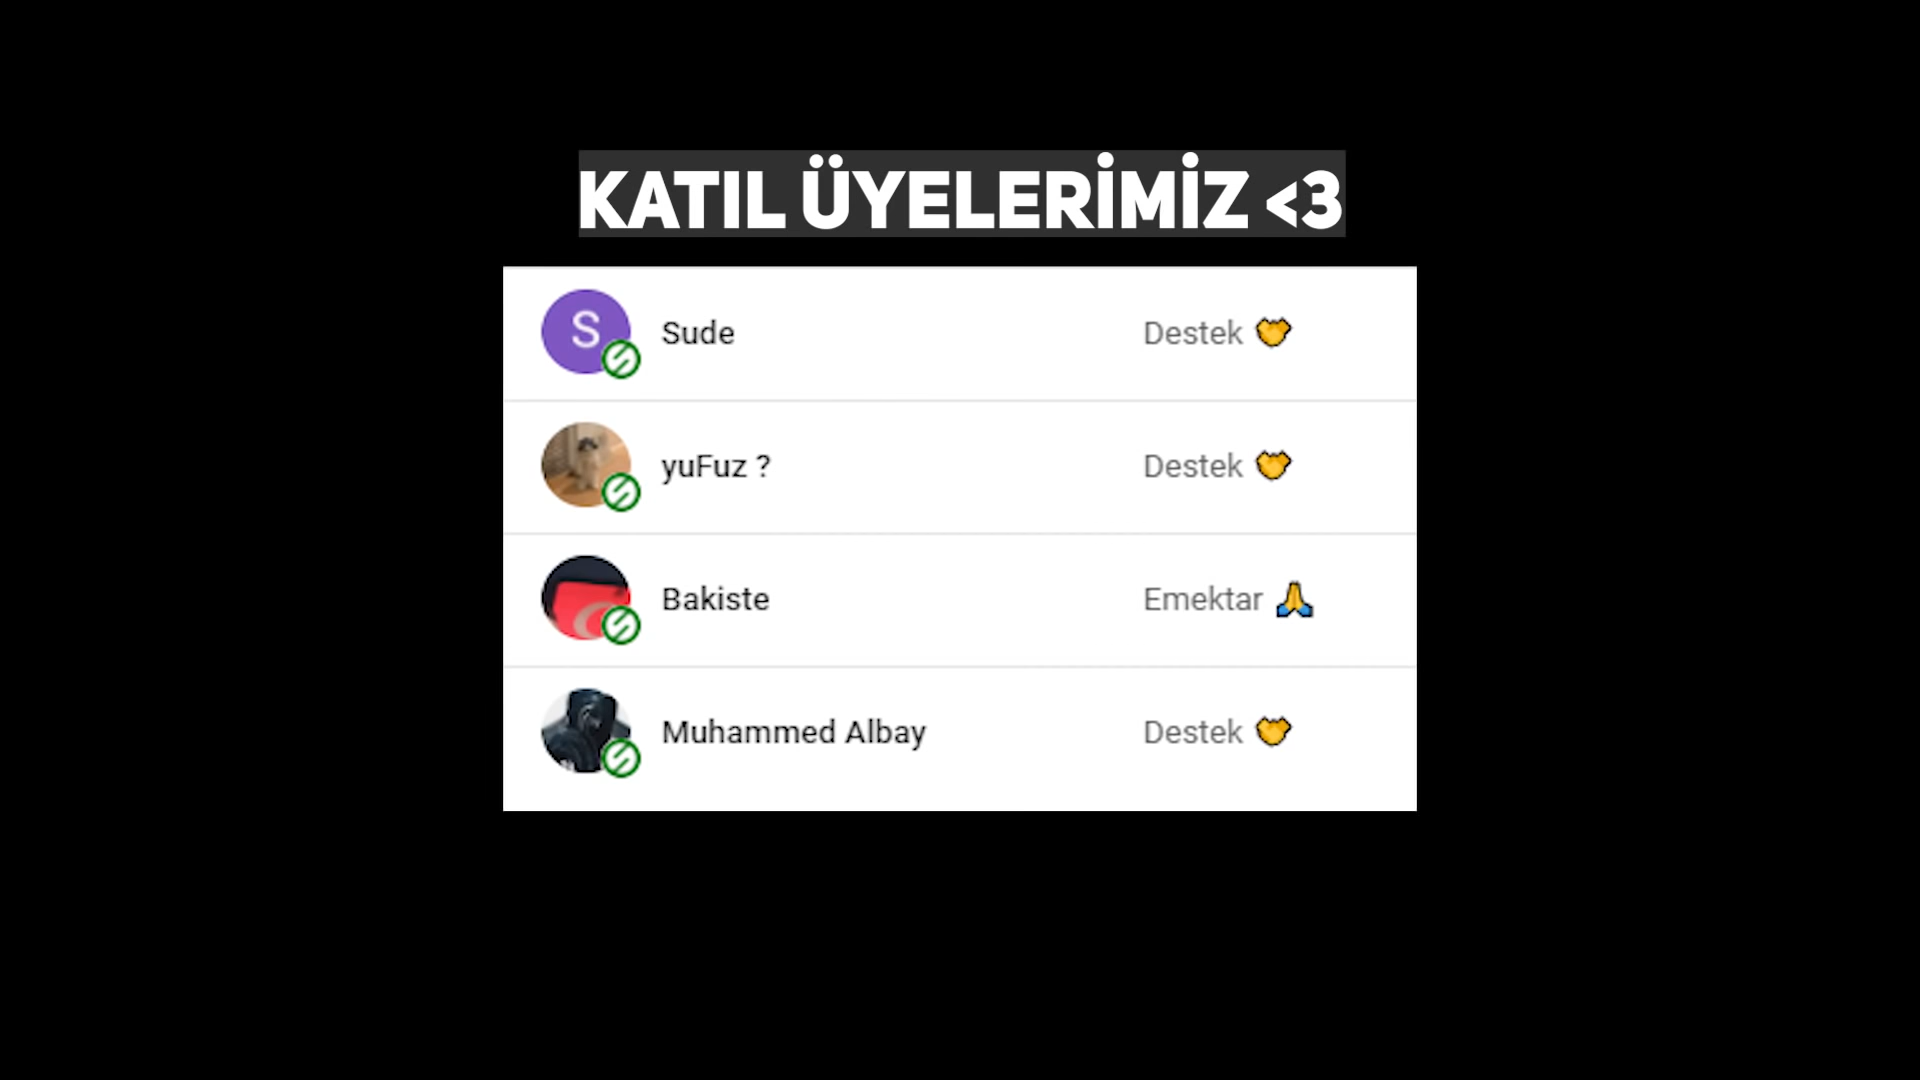 KATIL ÜYELERİMİZ <3
S
Sude
Destek 🤝
yuFuz ?
Destek 🤝
Bakiste
Emektar 🙏
Muhammed Albay
Destek 🤝